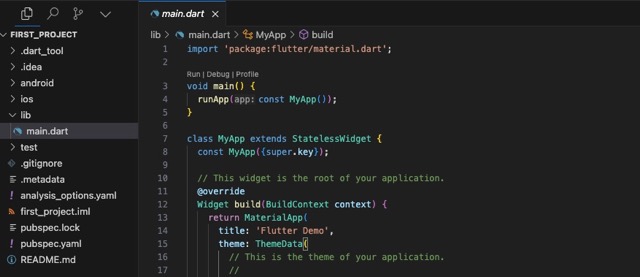 FIRST_PROJECT
.dart_tool
.idea
android
ios
lib
main.dart
test
.gitignore
.metadata
analysis_options.yaml
first_project.iml
pubspec.lock
pubspec.yaml
README.md
main.dart
lib > main.dart > MyApp > build
1 import 'package:flutter/material.dart';
2
Run | Debug | Profile
3 void main() {
4 runApp(app: const MyApp());
5 }
6
7 class MyApp extends StatelessWidget {
8 const MyApp({super.key});
9
10 // This widget is the root of your application.
11 @override
12 Widget build(BuildContext context) {
13 return MaterialApp(
14 title: 'Flutter Demo',
15 theme: ThemeData(
16 // This is the theme of your application.
17 //